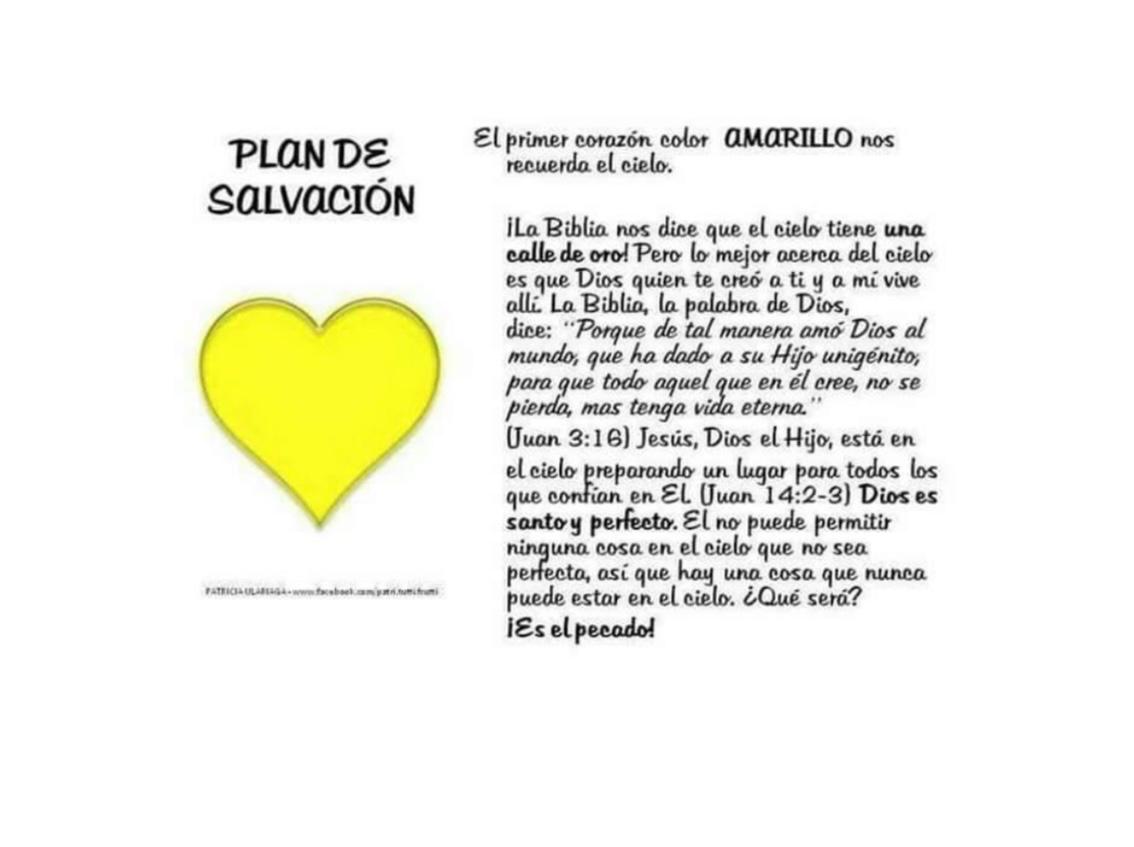 PLAN DE
SALVACIÓN
El primer corazón color AMARILLO nos
recuerda el cielo.
¡La Biblia nos dice que el cielo tiene una
calle de oro! Pero lo mejor acerca del cielo
es que Dios quien te creó a ti y a mí vive
allí. La Biblia, la palabra de Dios,
dice: “Porque de tal manera amó Dios al
mundo, que ha dado a su Hijo unigénito,
para que todo aquel que en él cree, no se
pierda, mas tenga vida eterna.”
(Juan 3:16) Jesús, Dios el Hijo, está en
el cielo preparando un lugar para todos los
que confían en El. (Juan 14:2-3) Dios es
santo y perfecto. El no puede permitir
ninguna cosa en el cielo que no sea
perfecta, así que hay una cosa que nunca
puede estar en el cielo. ¿Qué será?
¡Es el pecado!
PATRICIA - www.facebook.com/patri.tuttifrutti